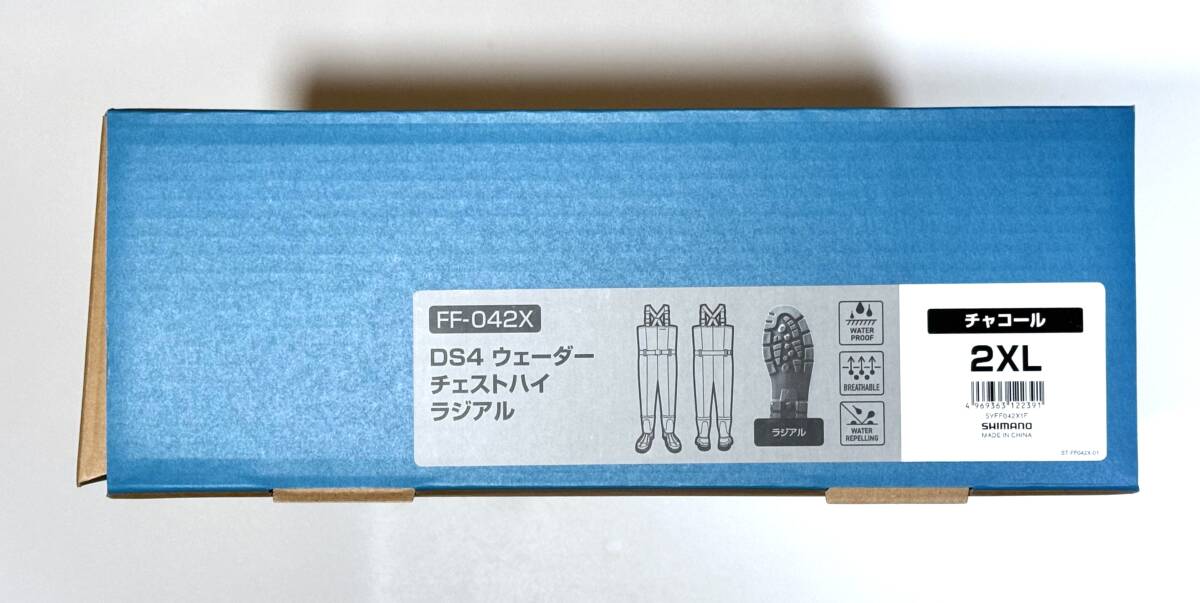 FF-042X
DS4 ウェーダー
チェストハイ
ラジアル
ラジアル
WATER
PROOF
BREATHABLE
WATER
REPELLING
チャコール
2XL
4 969363 122391
SYFF042X1F
SHIMANO
MADE IN CHINA
ST-FF042X-01